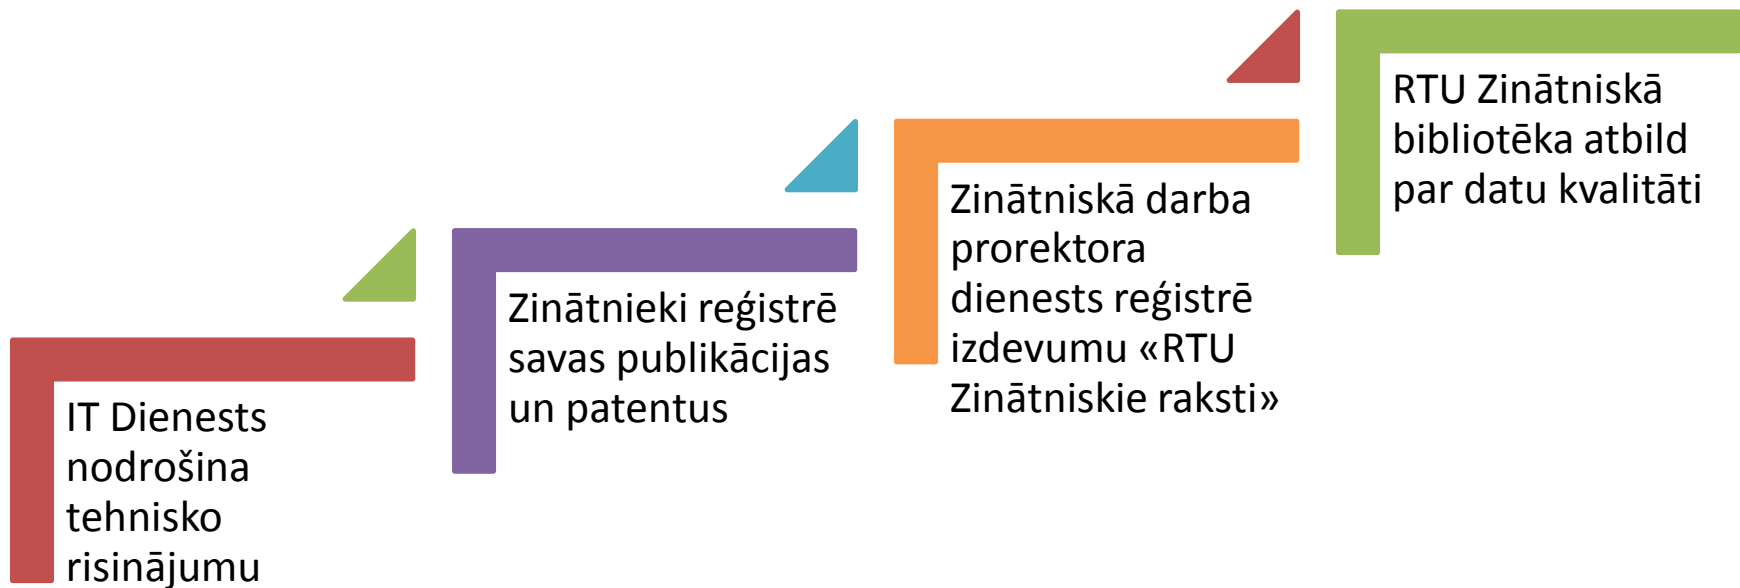 IT Dienests
nodrošina
tehnisko
risinājumu
Zinātnieki reģistrē
savas publikācijas
un patentus
Zinātniskā darba
prorektora
dienests reģistrē
izdevumu «RTU
Zinātniskie raksti»
RTU Zinātniskā
bibliotēka atbild
par datu kvalitāti